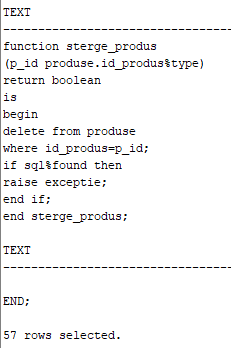 TEXT
--------------------------------
function sterge_produs
(p_id produse.id_produs%type)
return boolean
is
begin
delete from produse
where id_produs=p_id;
if sql%found then
raise exceptie;
end if;
end sterge_produs;
TEXT
--------------------------------
END;
57 rows selected.